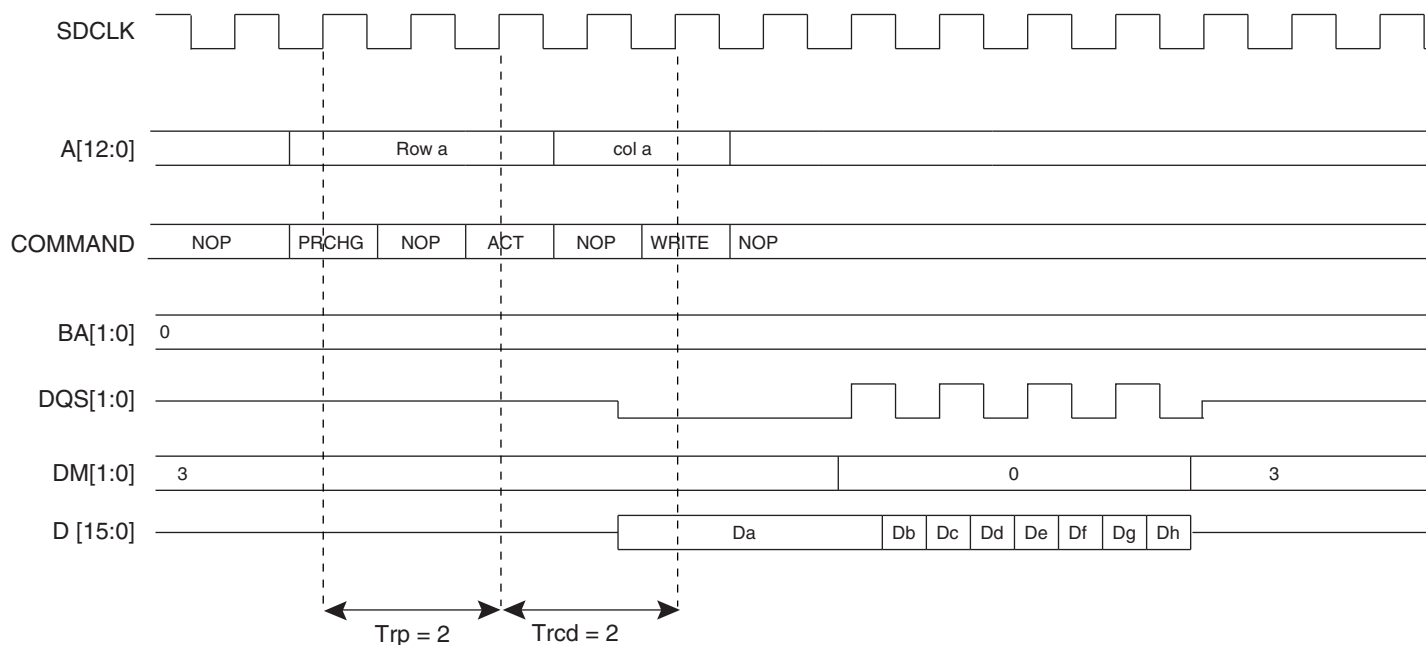 SDCLK
A[12:0] Row a col a
COMMAND NOP PRCHG NOP ACT NOP WRITE NOP
BA[1:0] 0
DQS[1:0]
DM[1:0] 3 0 3
D [15:0] Da Db Dc Dd De Df Dg Dh
Trp = 2 Trcd = 2